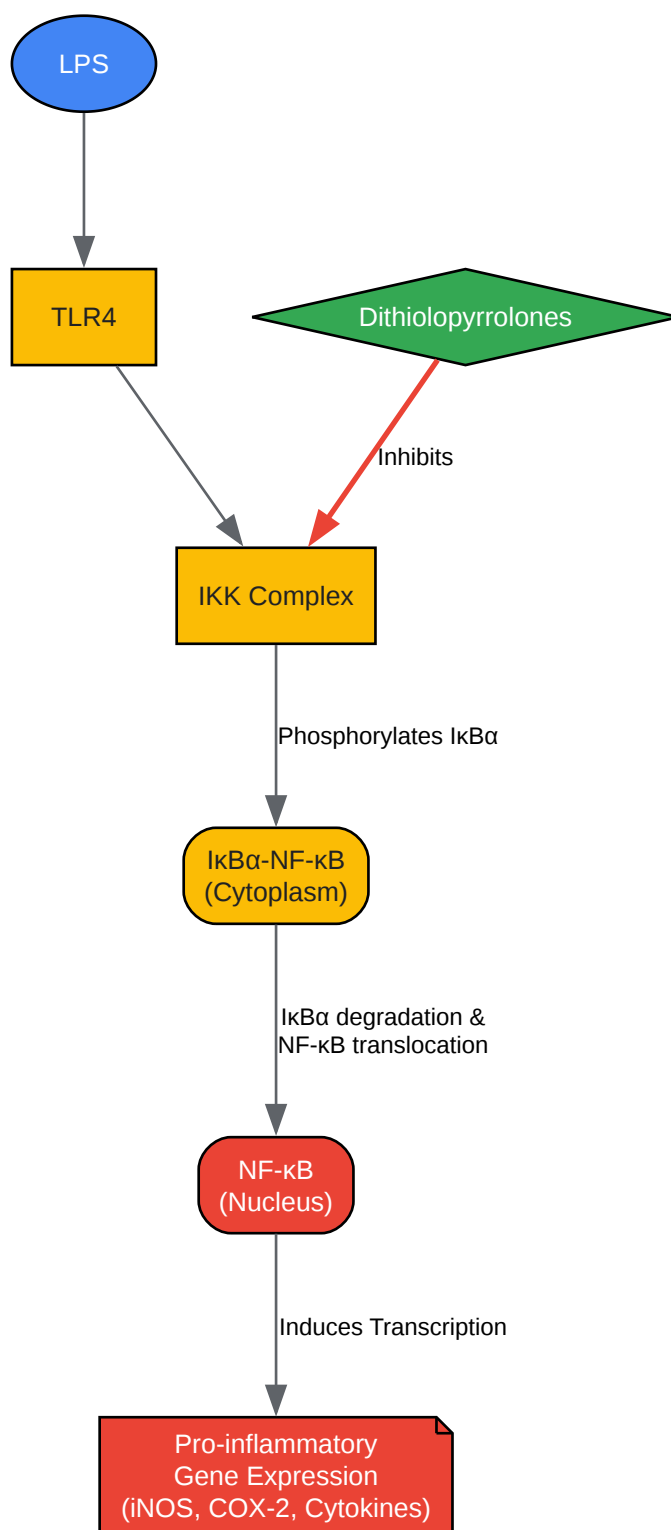 LPS
TLR4
Dithiolopyrrolones
Inhibits
IKK Complex
Phosphorylates IκBα
IκBα-NF-κB
(Cytoplasm)
IκBα degradation &
NF-κB translocation
NF-κB
(Nucleus)
Induces Transcription
Pro-inflammatory
Gene Expression
(iNOS, COX-2, Cytokines)